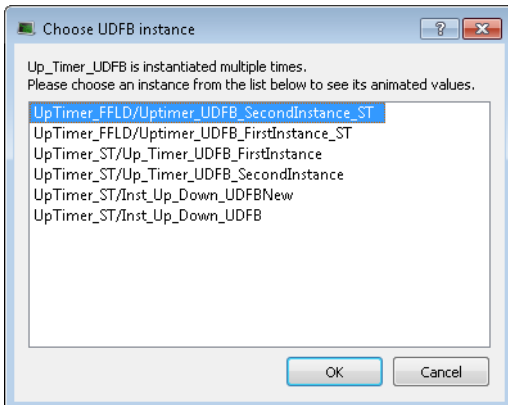 Choose UDFB instance
?
Up_Timer_UDFB is instantiated multiple times.
Please choose an instance from the list below to see its animated values.
UpTimer_FFLD/Uptimer_UDFB_SecondInstance_ST
UpTimer_FFLD/Uptimer_UDFB_FirstInstance_ST
UpTimer_ST/Up_Timer_UDFB_FirstInstance
UpTimer_ST/Up_Timer_UDFB_SecondInstance
UpTimer_ST/Inst_Up_Down_UDFBNew
UpTimer_ST/Inst_Up_Down_UDFB
OK Cancel